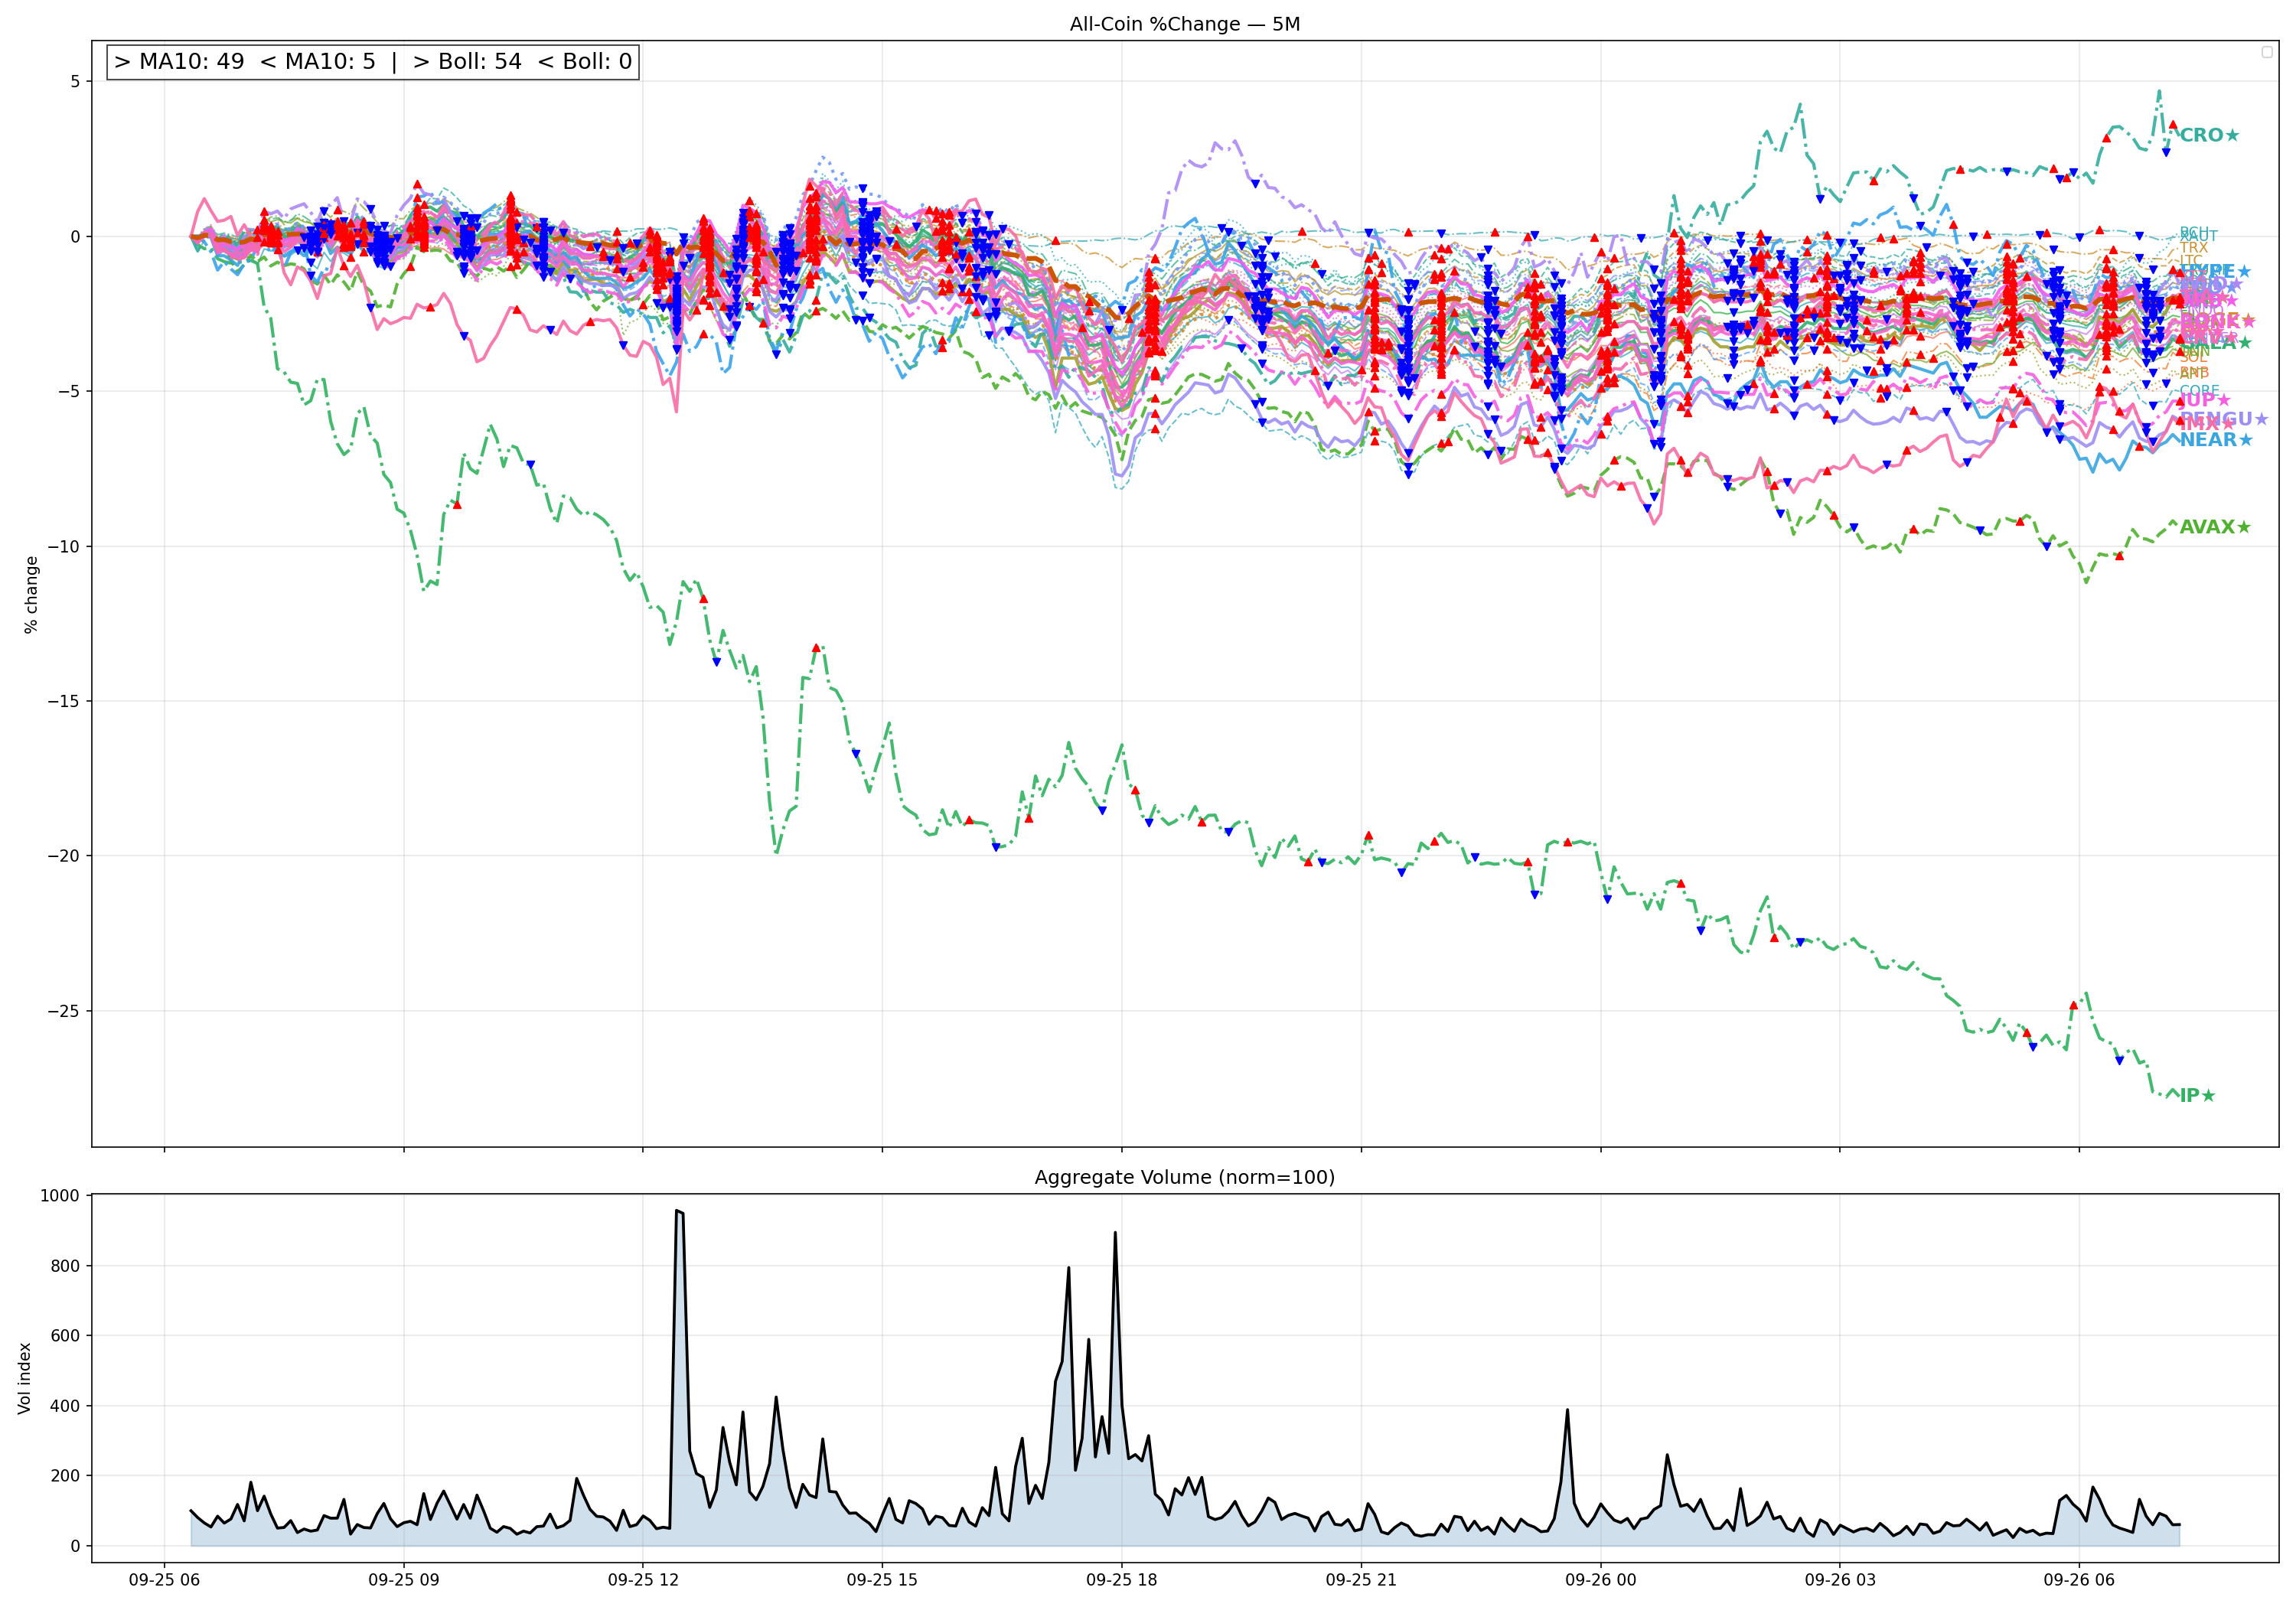 All-Coin %Change — 5M
> MA10: 49  < MA10: 5  |  > Boll: 54  < Boll: 0
% change
5
0
−5
−10
−15
−20
−25
CRO★
TRX
LTC
HYPE★
SOL
CORE
JUP★
PENGU★
IMX★
NEAR★
AVAX★
IP★
Aggregate Volume (norm=100)
Vol index
1000
800
600
400
200
0
09-25 06
09-25 09
09-25 12
09-25 15
09-25 18
09-25 21
09-26 00
09-26 03
09-26 06